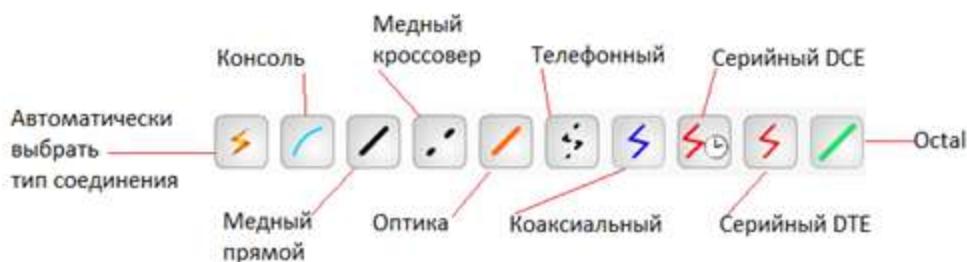 Медный
кроссовер
Консоль
Телефонный
Серийный DCE
Автоматически
выбрать
тип соединения
Octal
Медный
прямой
Оптика
Коаксиальный
Серийный DTE